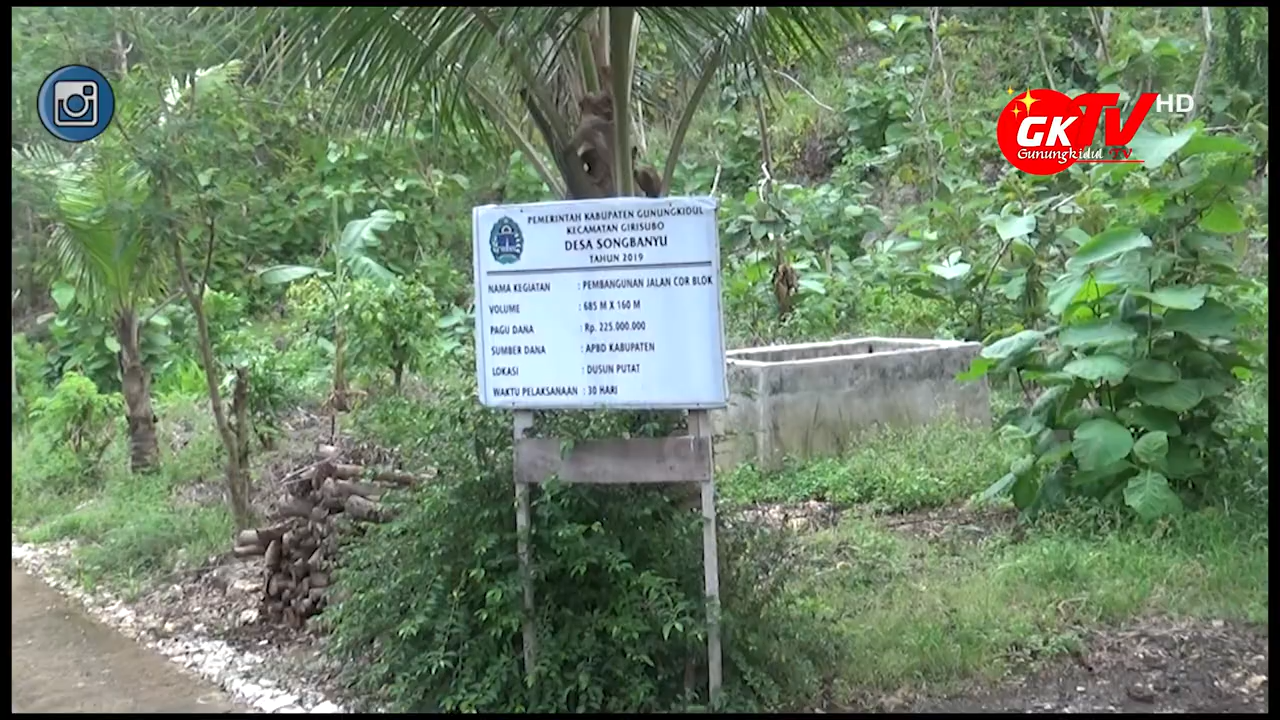 GKTV HD
Gunungkidul TV
PEMERINTAH KABUPATEN GUNUNGKIDUL
KECAMATAN GIRISUBO
DESA SONGBANYU
TAHUN 2019
NAMA KEGIATAN : PEMBANGUNAN JALAN COR BLOK
VOLUME : 685 M X 160 M
PAGU DANA : Rp. 225.000.000
SUMBER DANA : APBD KABUPATEN
LOKASI : DUSUN PUTAT
WAKTU PELAKSANAAN : 30 HARI